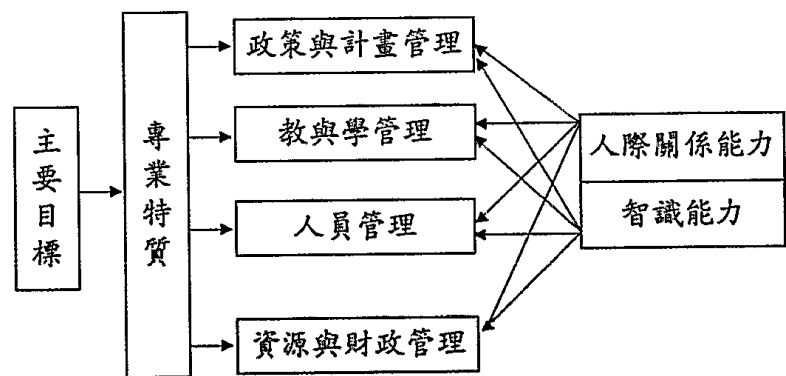 主要目標
專業特質
政策與計畫管理
教與學管理
人員管理
資源與財政管理
人際關係能力
智識能力